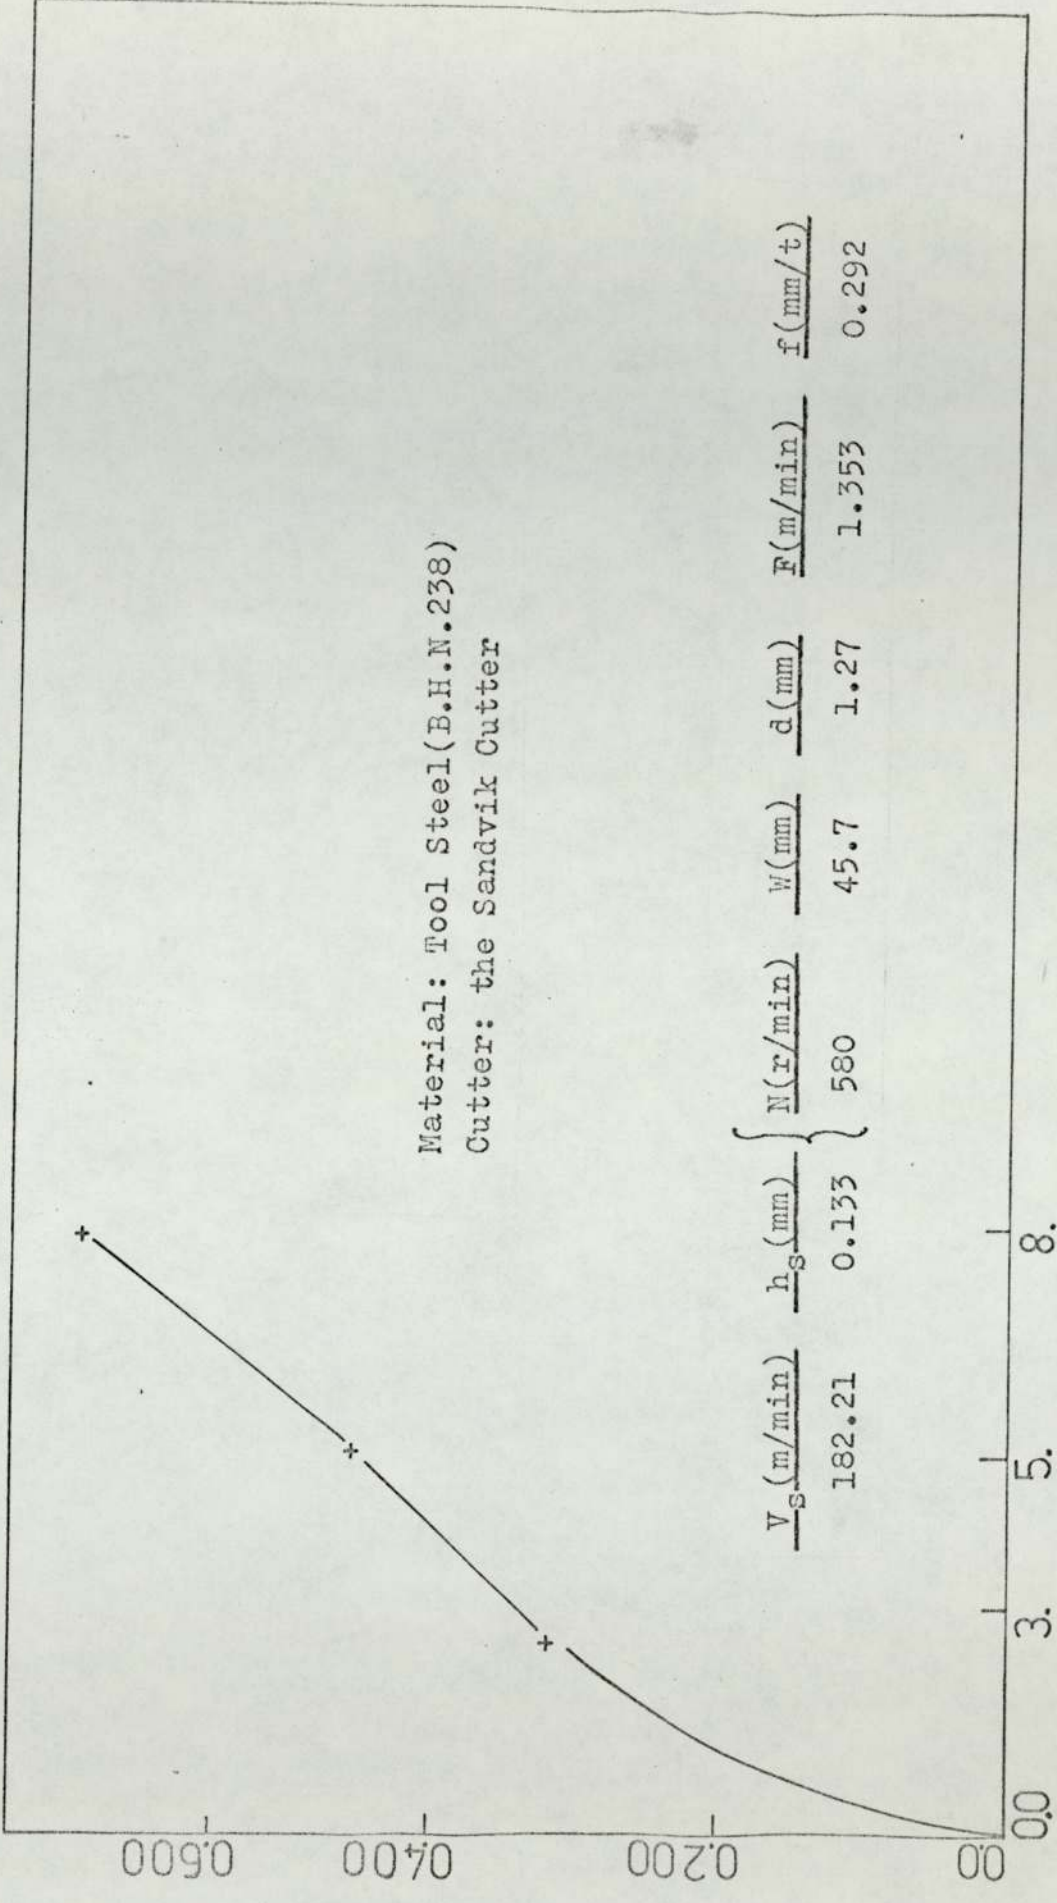 0.600
0.400
0.200
0.0
Material: Tool Steel(B.H.N.238)
Cutter: the Sandvik Cutter
Vs(m/min) hs(mm) { N(r/min) W(mm) d(mm) F(m/min) f(mm/t)
182.21 0.133 } 580 45.7 1.27 1.353 0.292
0.0 3. 5. 8.